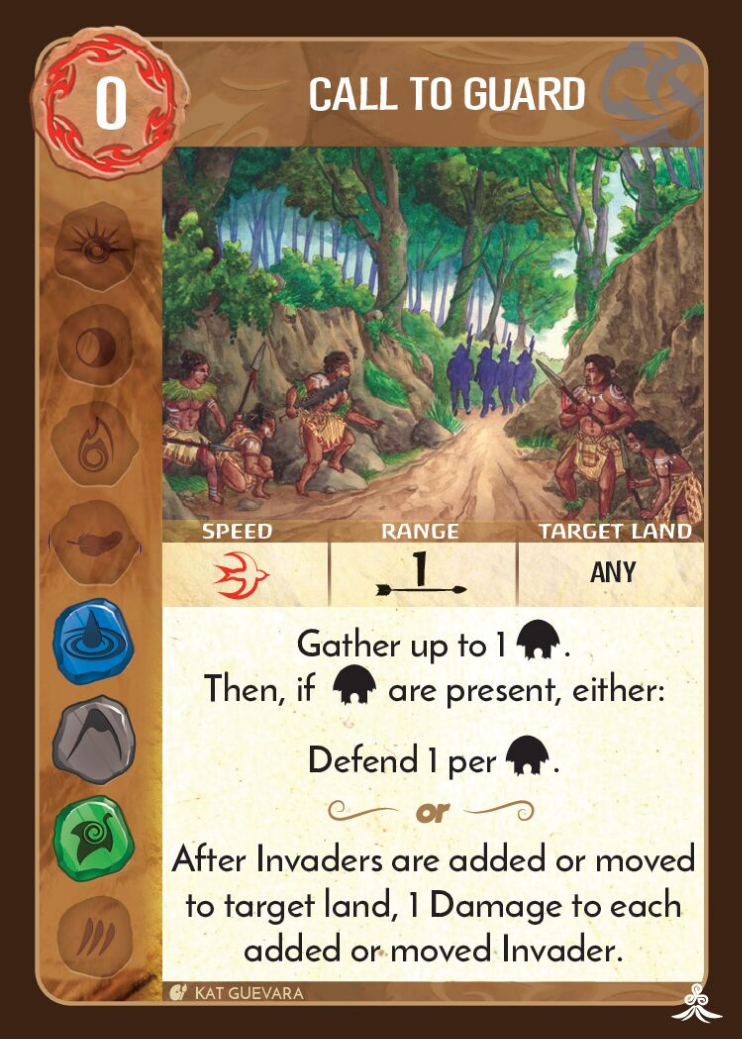 0
CALL TO GUARD
SPEED RANGE TARGET LAND
1 ANY
Gather up to 1 .
Then, if are present, either:
Defend 1 per .
or
After Invaders are added or moved
to target land, 1 Damage to each
added or moved Invader.
KAT GUEVARA